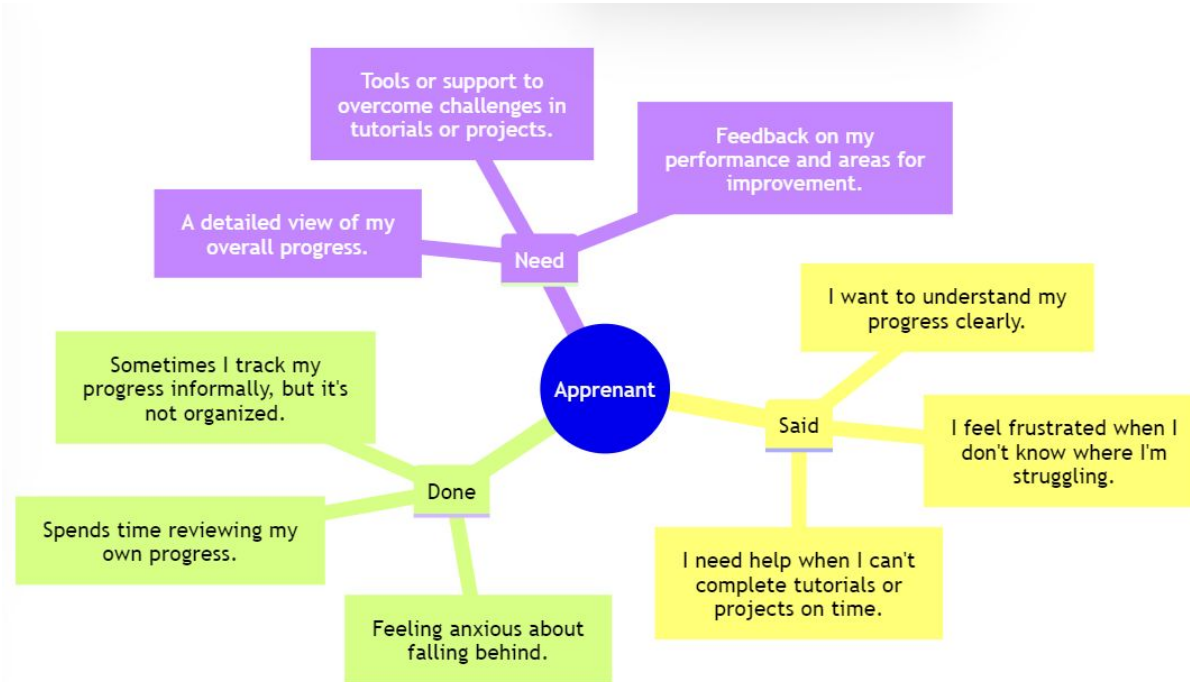 Tools or support to
overcome challenges in
tutorials or projects.
Feedback on my
performance and areas for
improvement.
A detailed view of my
overall progress.
Need
I want to understand my
progress clearly.
Sometimes I track my
progress informally, but it's
not organized.
Apprenant
Said
I feel frustrated when I
don't know where I'm
struggling.
Done
Spends time reviewing my
own progress.
I need help when I can't
complete tutorials or
projects on time.
Feeling anxious about
falling behind.